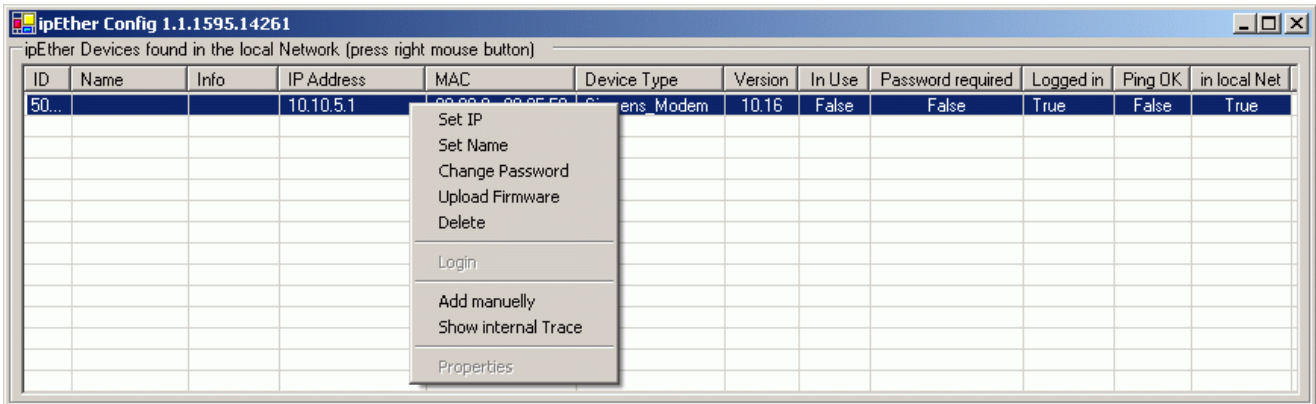 ipEther Config 1.1.1595.14261
ipEther Devices found in the local Network (press right mouse button)
ID Name Info IP Address MAC Device Type Version In Use Password required Logged in Ping OK in local Net
50... 10.10.5.1 10.16 False False True False True
Set IP
Set Name
Change Password
Upload Firmware
Delete
Login
Add manuelly
Show internal Trace
Properties